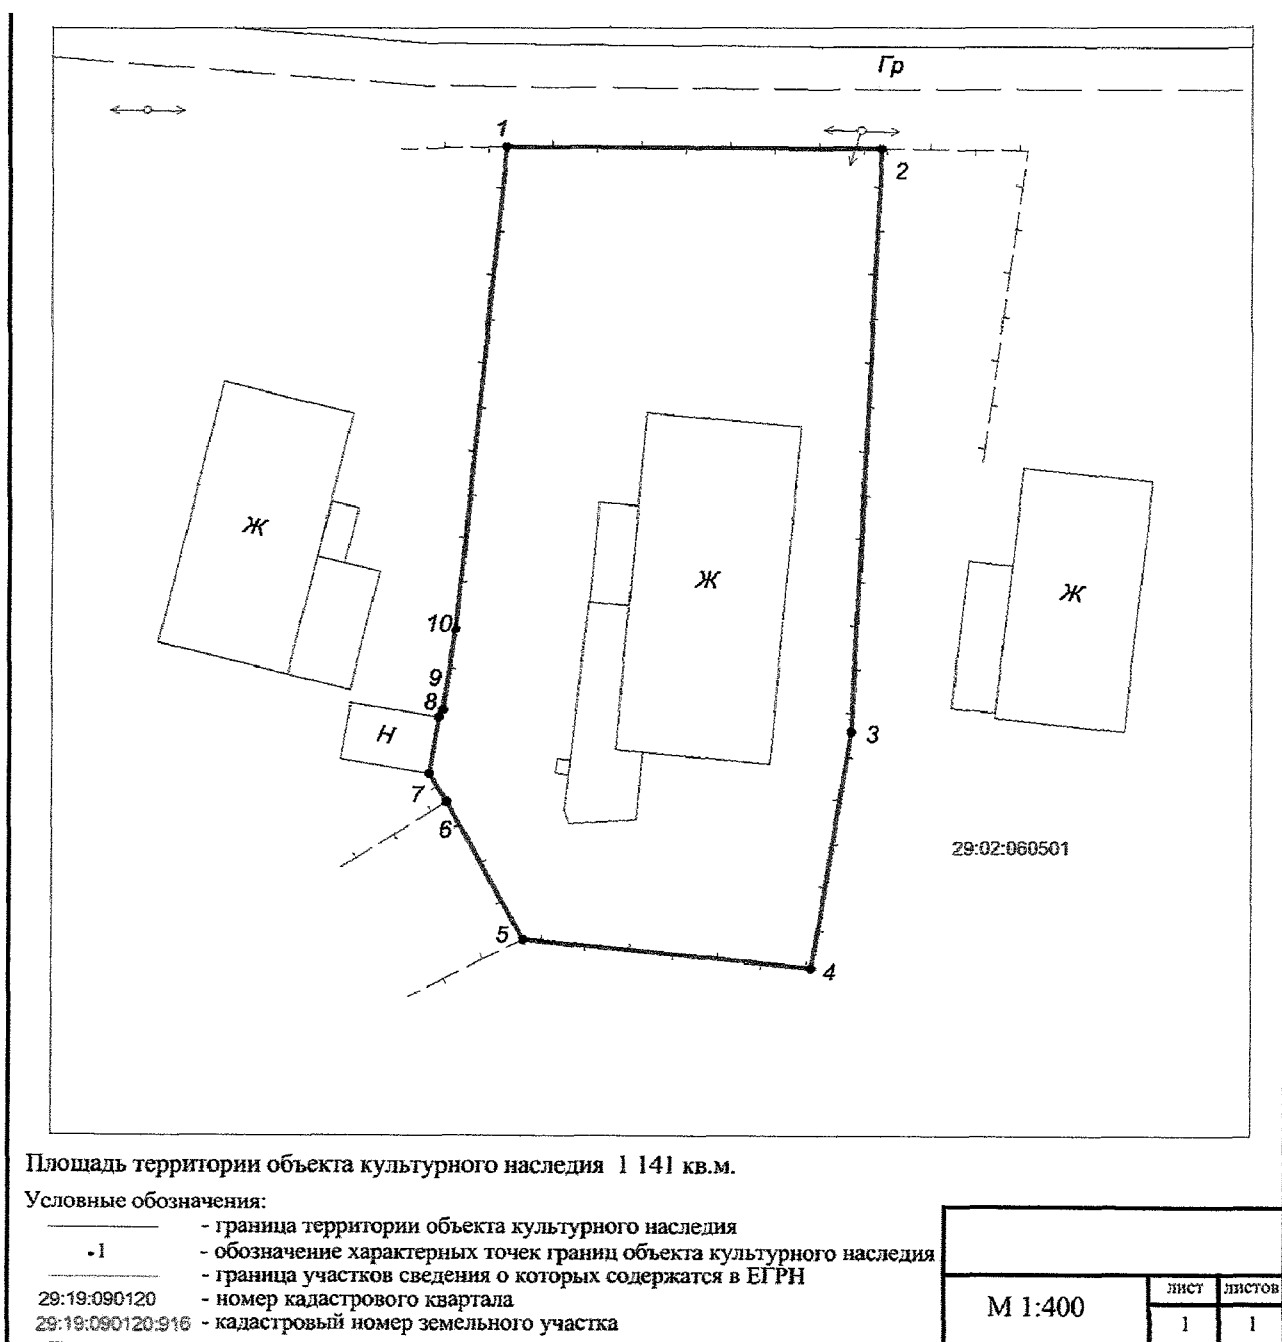 Гр
1
2
Ж
Ж
Ж
10
9
8
Н
3
7
6
29:02:060501
5
4
Площадь территории объекта культурного наследия 1 141 кв.м.
Условные обозначения:
- граница территории объекта культурного наследия
.1 - обозначение характерных точек границ объекта культурного наследия
- граница участков сведения о которых содержатся в ЕГРН
29:19:090120 - номер кадастрового квартала
29:19:090120:916 - кадастровый номер земельного участка
М 1:400
лист листов
1 1